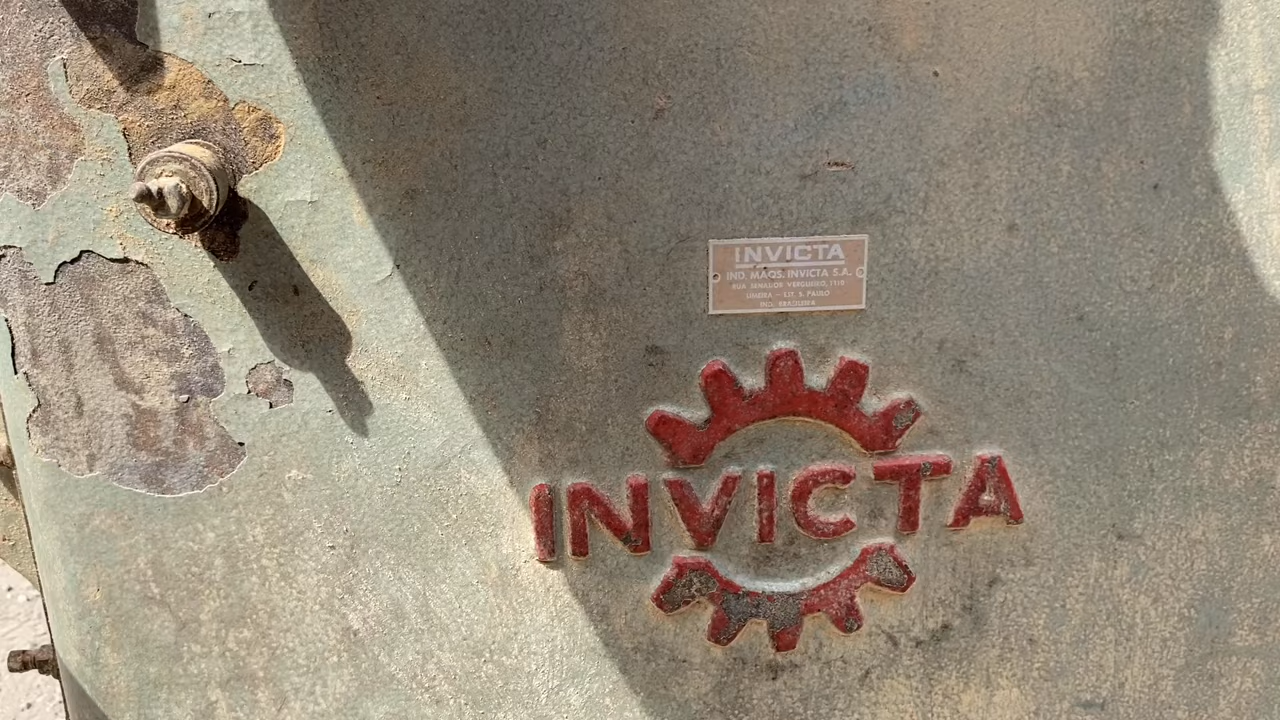 INVICTA
IND. MAQS. INVICTA S.A.
RUA SENADOR VERGUEIRO, 1110
LIMEIRA - EST. S. PAULO
IND. BRASILEIRA
INVICTA